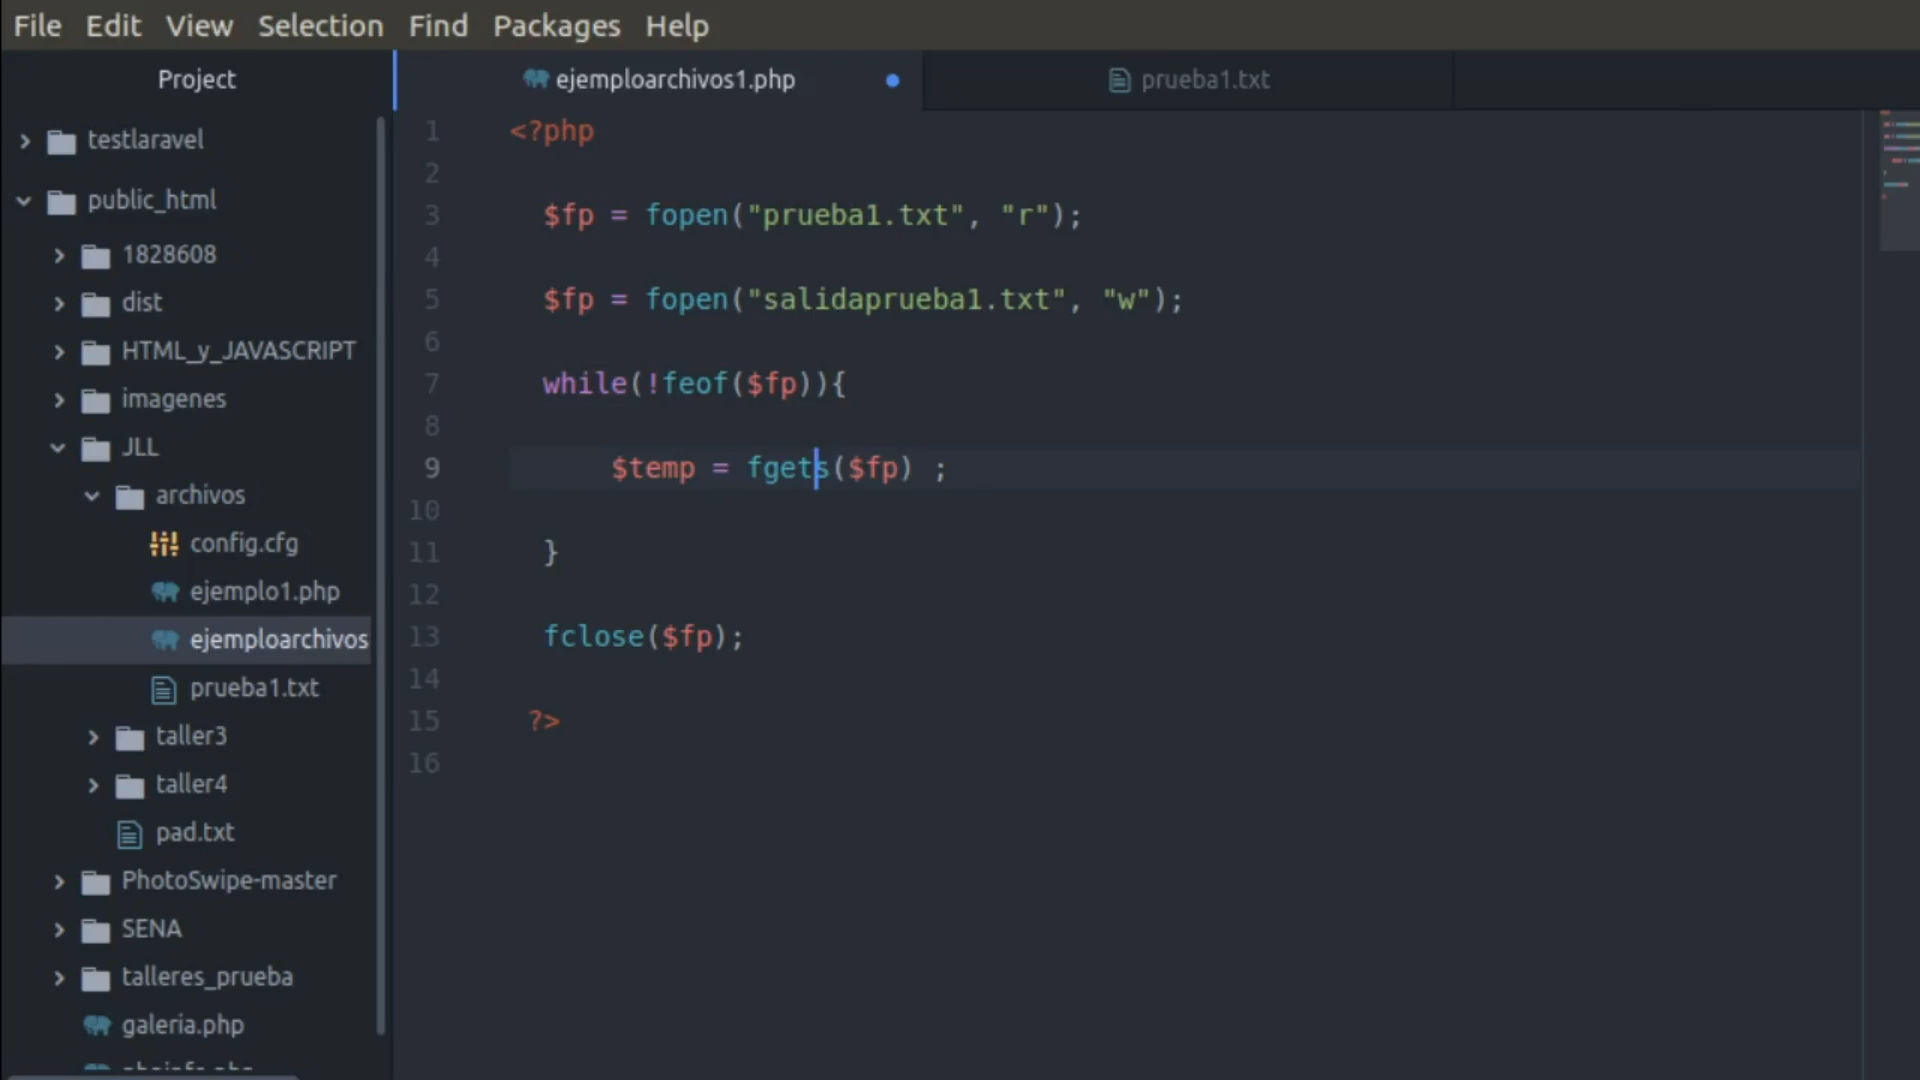 File Edit View Selection Find Packages Help
Project
testlaravel
public_html
1828608
dist
HTML_y_JAVASCRIPT
imagenes
JLL
archivos
config.cfg
ejemplo1.php
ejemploarchivos
prueba1.txt
taller3
taller4
pad.txt
PhotoSwipe-master
SENA
talleres_prueba
galeria.php
ejemploarchivos1.php
prueba1.txt
1 <?php
2
3 $fp = fopen("prueba1.txt", "r");
4
5 $fp = fopen("salidaprueba1.txt", "w");
6
7 while(!feof($fp)){
8
9 $temp = fgets($fp) ;
10
11 }
12
13 fclose($fp);
14
15 ?>
16